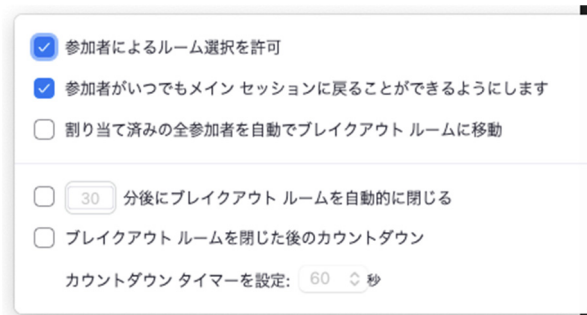 参加者によるルーム選択を許可
参加者がいつでもメイン セッションに戻ることができるようにします
割り当て済みの全参加者を自動でブレイクアウト ルームに移動
30 分後にブレイクアウト ルームを自動的に閉じる
ブレイクアウト ルームを閉じた後のカウントダウン
カウントダウン タイマーを設定: 60 秒